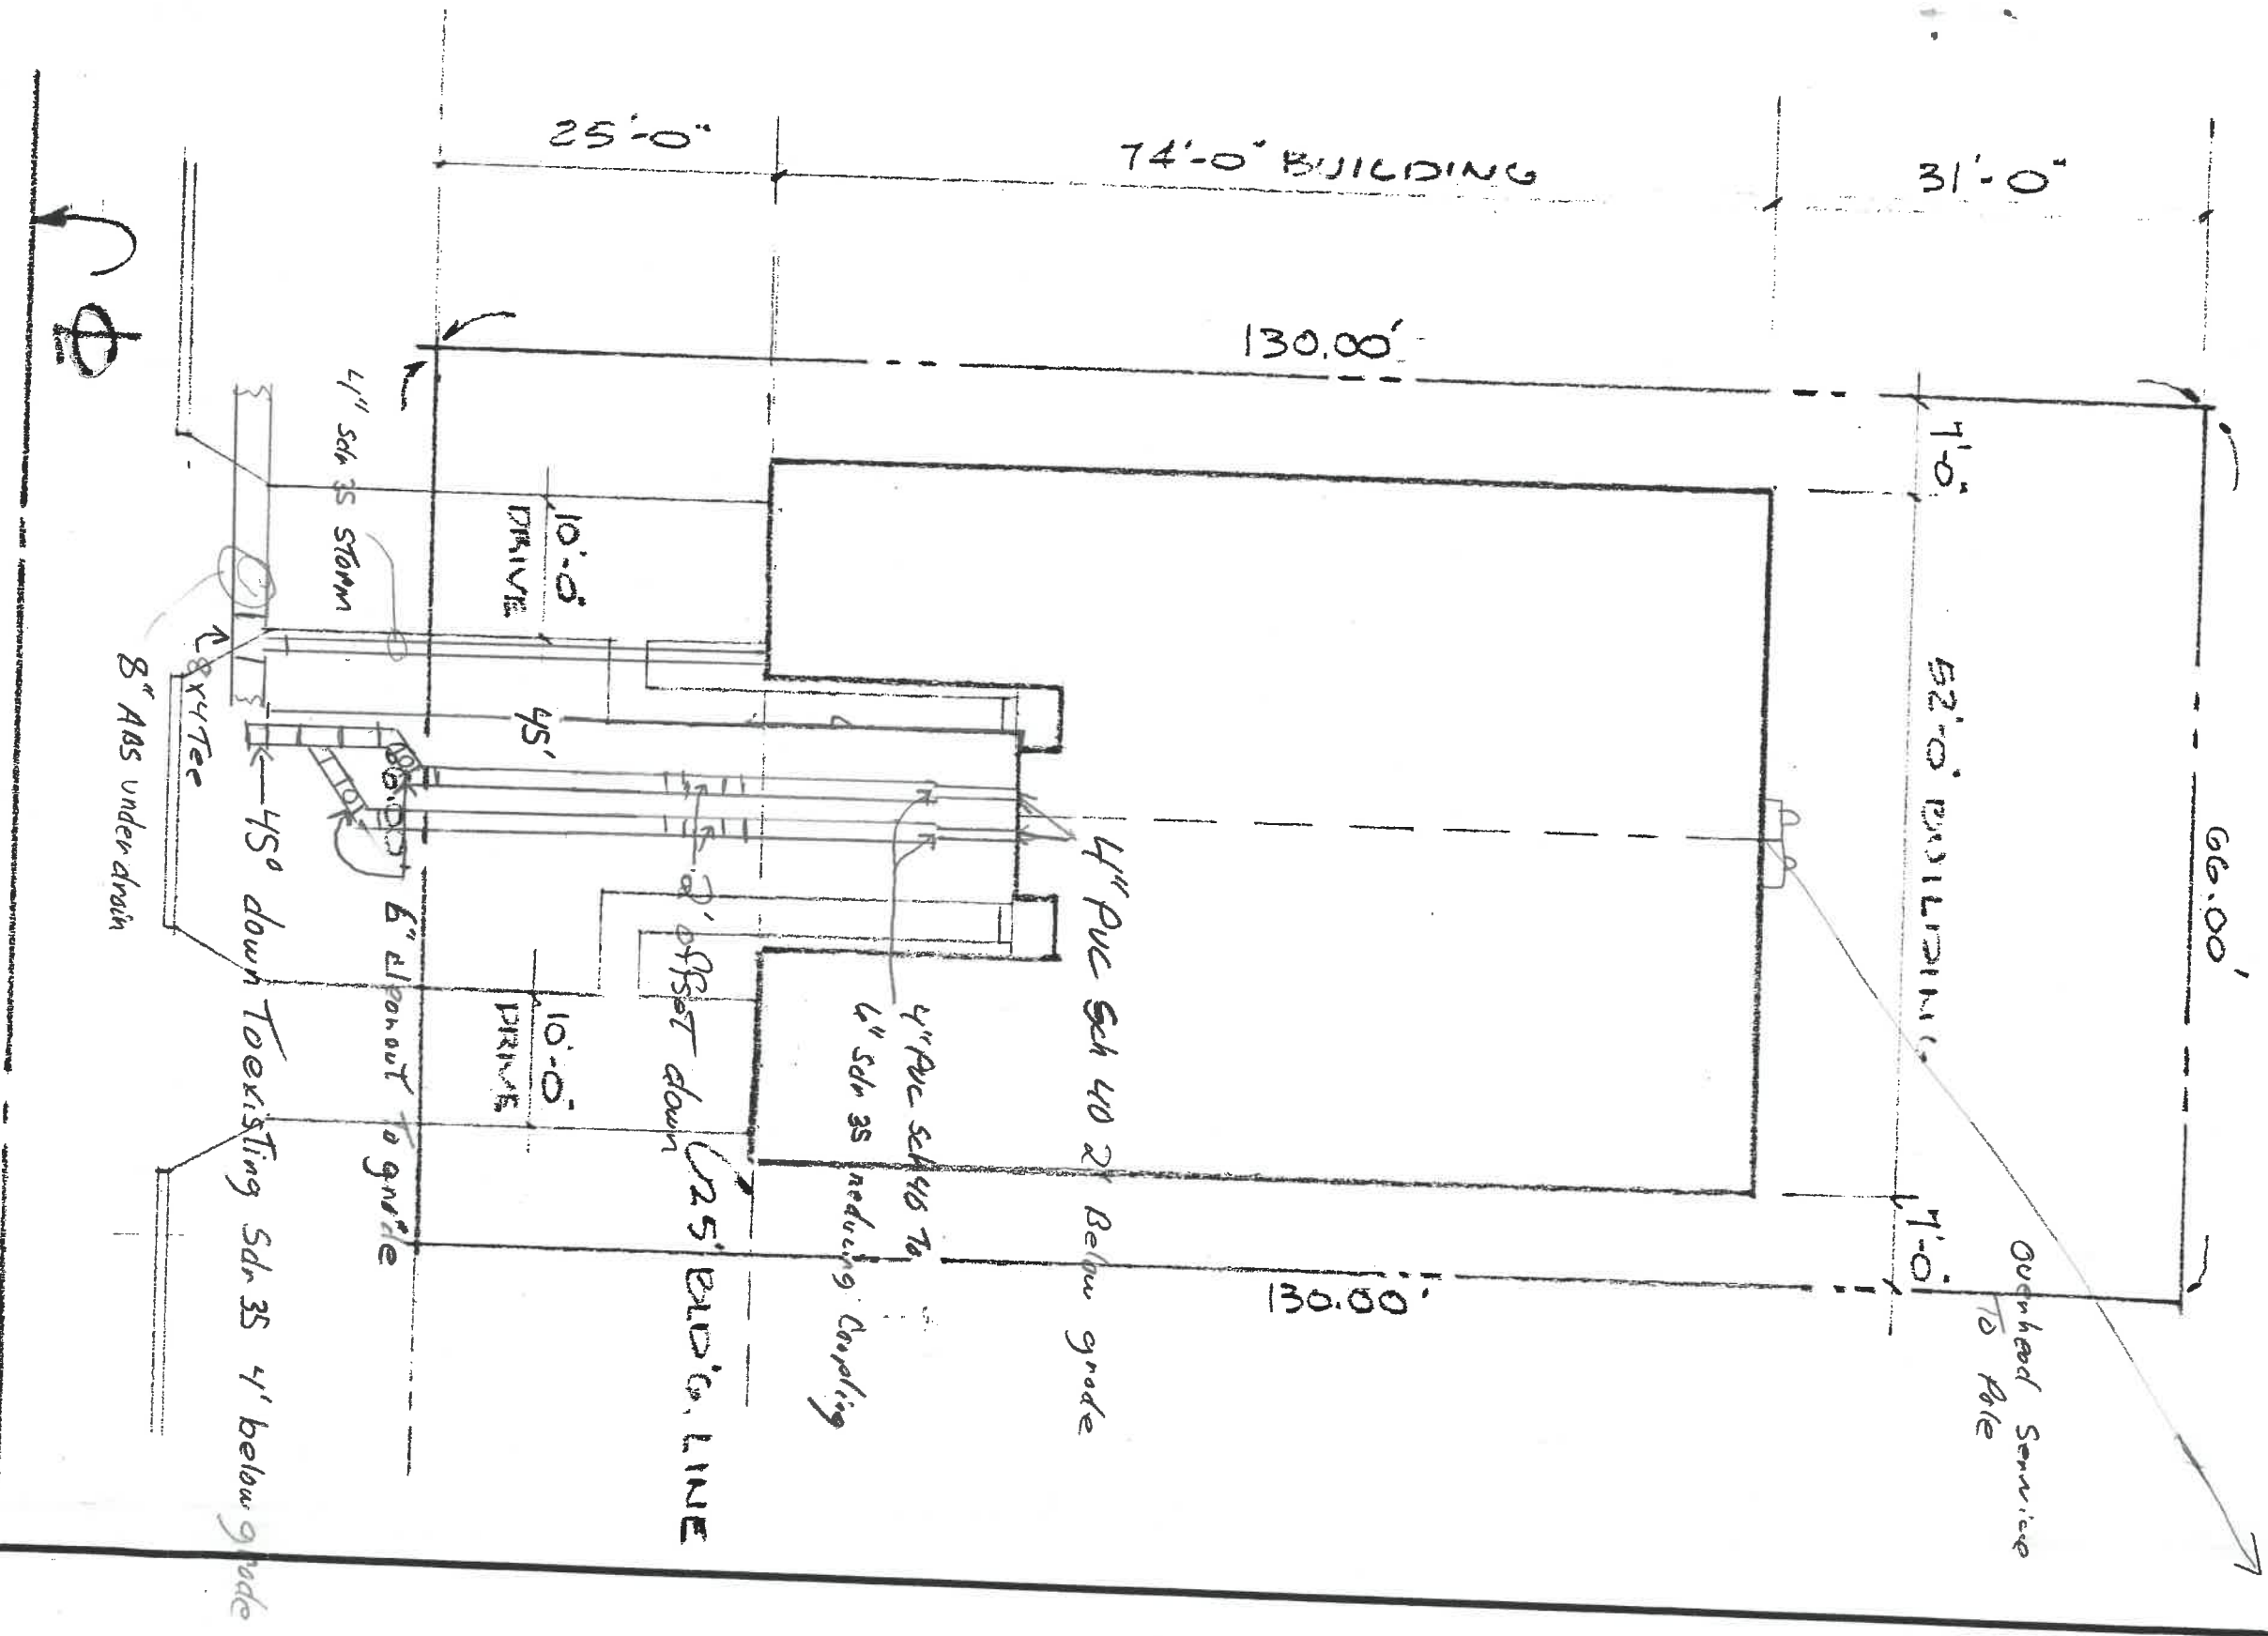 25'-0"
74'-0" BUILDING
31'-0"
130.00'
7'-0"
52'-0" BUILDING
66.00'
7'-0"
Overhead Service
To Pole
130.00'
10'-0"
DRIVE
4" Sdr 35 STORM
45'
8x4 Tee
8" ABS underdrain
45° down To existing Sdr 35 4' below grade
6" cleanout To grade
10'-0"
DRIVE
2' offset down
25' BLD'G. LINE
4" PVC Sch 40 To
6" Sdr 35 reducing Coupling
4" PVC Sch 40 2' Below grade